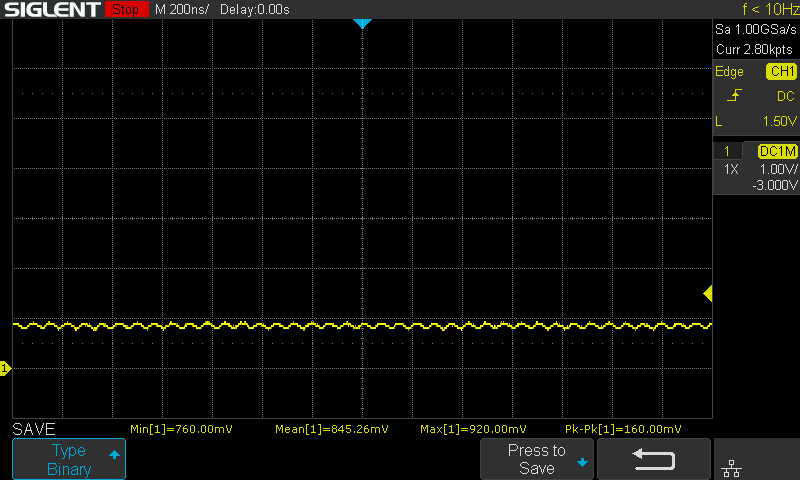 SIGLENT Stop M 200ns/ Delay:0.00s f < 10Hz
Sa 1.00GSa/s
Curr 2.80kpts
Edge CH1
DC
L 1.50V
1 DC1M
1X 1.00V/
-3.000V
1
SAVE Min[1]=760.00mV Mean[1]=845.26mV Max[1]=920.00mV Pk-Pk[1]=160.00mV
Type
Binary
Press to
Save